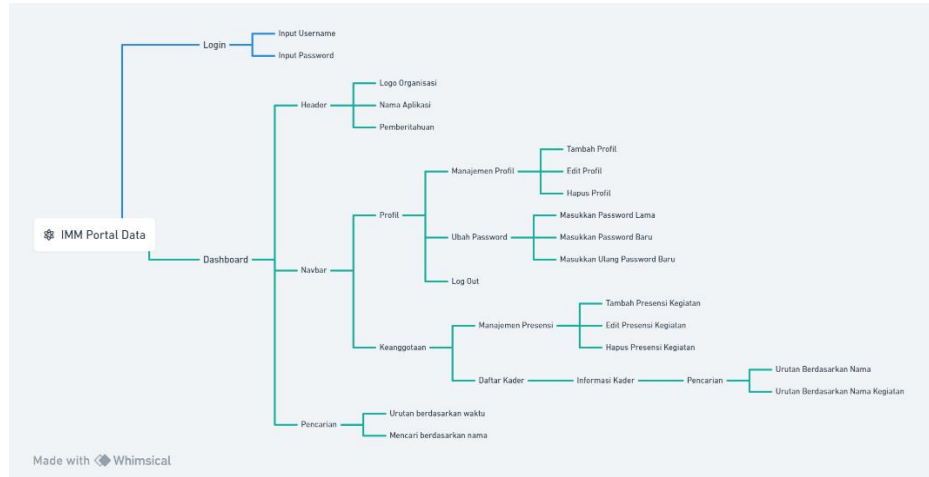 Input Username
Login
Input Password
Logo Organisasi
Header
Nama Aplikasi
Pemberitahuan
Tambah Profil
Manajemen Profil
Edit Profil
Hapus Profil
Profil
Masukkan Password Lama
IMM Portal Data
Ubah Password
Masukkan Password Baru
Dashboard
Masukkan Ulang Password Baru
Navbar
Log Out
Tambah Presensi Kegiatan
Manajemen Presensi
Edit Presensi Kegiatan
Keanggotaan
Hapus Presensi Kegiatan
Urutan Berdasarkan Nama
Daftar Kader
Informasi Kader
Pencarian
Urutan Berdasarkan Nama Kegiatan
Urutan berdasarkan waktu
Pencarian
Mencari berdasarkan nama
Made with Whimsical